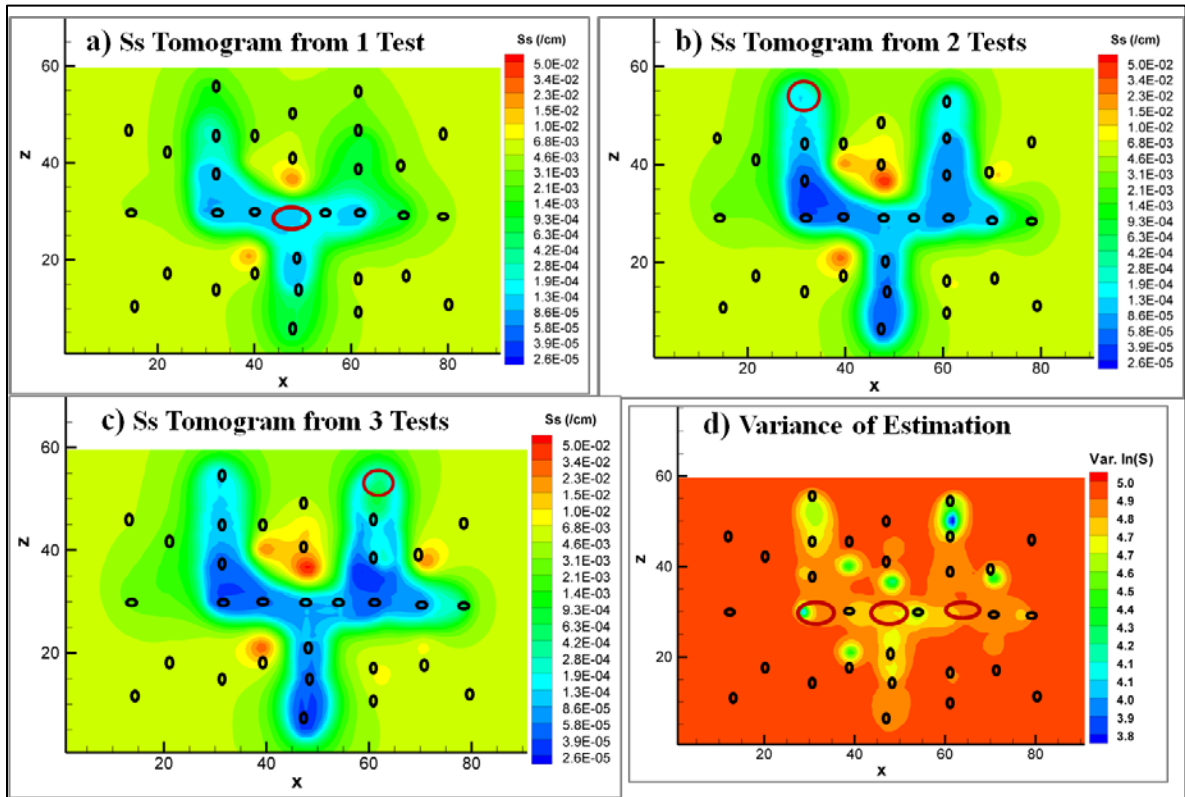 a) Ss Tomogram from 1 Test
Ss (/cm)
5.0E-02
3.4E-02
2.3E-02
1.5E-02
1.0E-02
6.8E-03
4.6E-03
3.1E-03
2.1E-03
1.4E-03
9.3E-04
6.3E-04
4.2E-04
2.8E-04
1.9E-04
1.3E-04
8.6E-05
5.8E-05
3.9E-05
2.6E-05
60
40
20
z
20
40
60
80
x
b) Ss Tomogram from 2 Tests
Ss (/cm)
5.0E-02
3.4E-02
2.3E-02
1.5E-02
1.0E-02
6.8E-03
4.6E-03
3.1E-03
2.1E-03
1.4E-03
9.3E-04
6.3E-04
4.2E-04
2.8E-04
1.9E-04
1.3E-04
8.6E-05
5.8E-05
3.9E-05
2.6E-05
60
40
20
z
20
40
60
80
x
c) Ss Tomogram from 3 Tests
Ss (/cm)
5.0E-02
3.4E-02
2.3E-02
1.5E-02
1.0E-02
6.8E-03
4.6E-03
3.1E-03
2.1E-03
1.4E-03
9.3E-04
6.3E-04
4.2E-04
2.8E-04
1.9E-04
1.3E-04
8.6E-05
5.8E-05
3.9E-05
2.6E-05
60
40
20
z
20
40
60
80
x
d) Variance of Estimation
Var. ln(S)
5.0
4.9
4.8
4.7
4.6
4.5
4.4
4.3
4.2
4.1
4.0
3.9
3.8
60
40
20
z
20
40
60
80
x